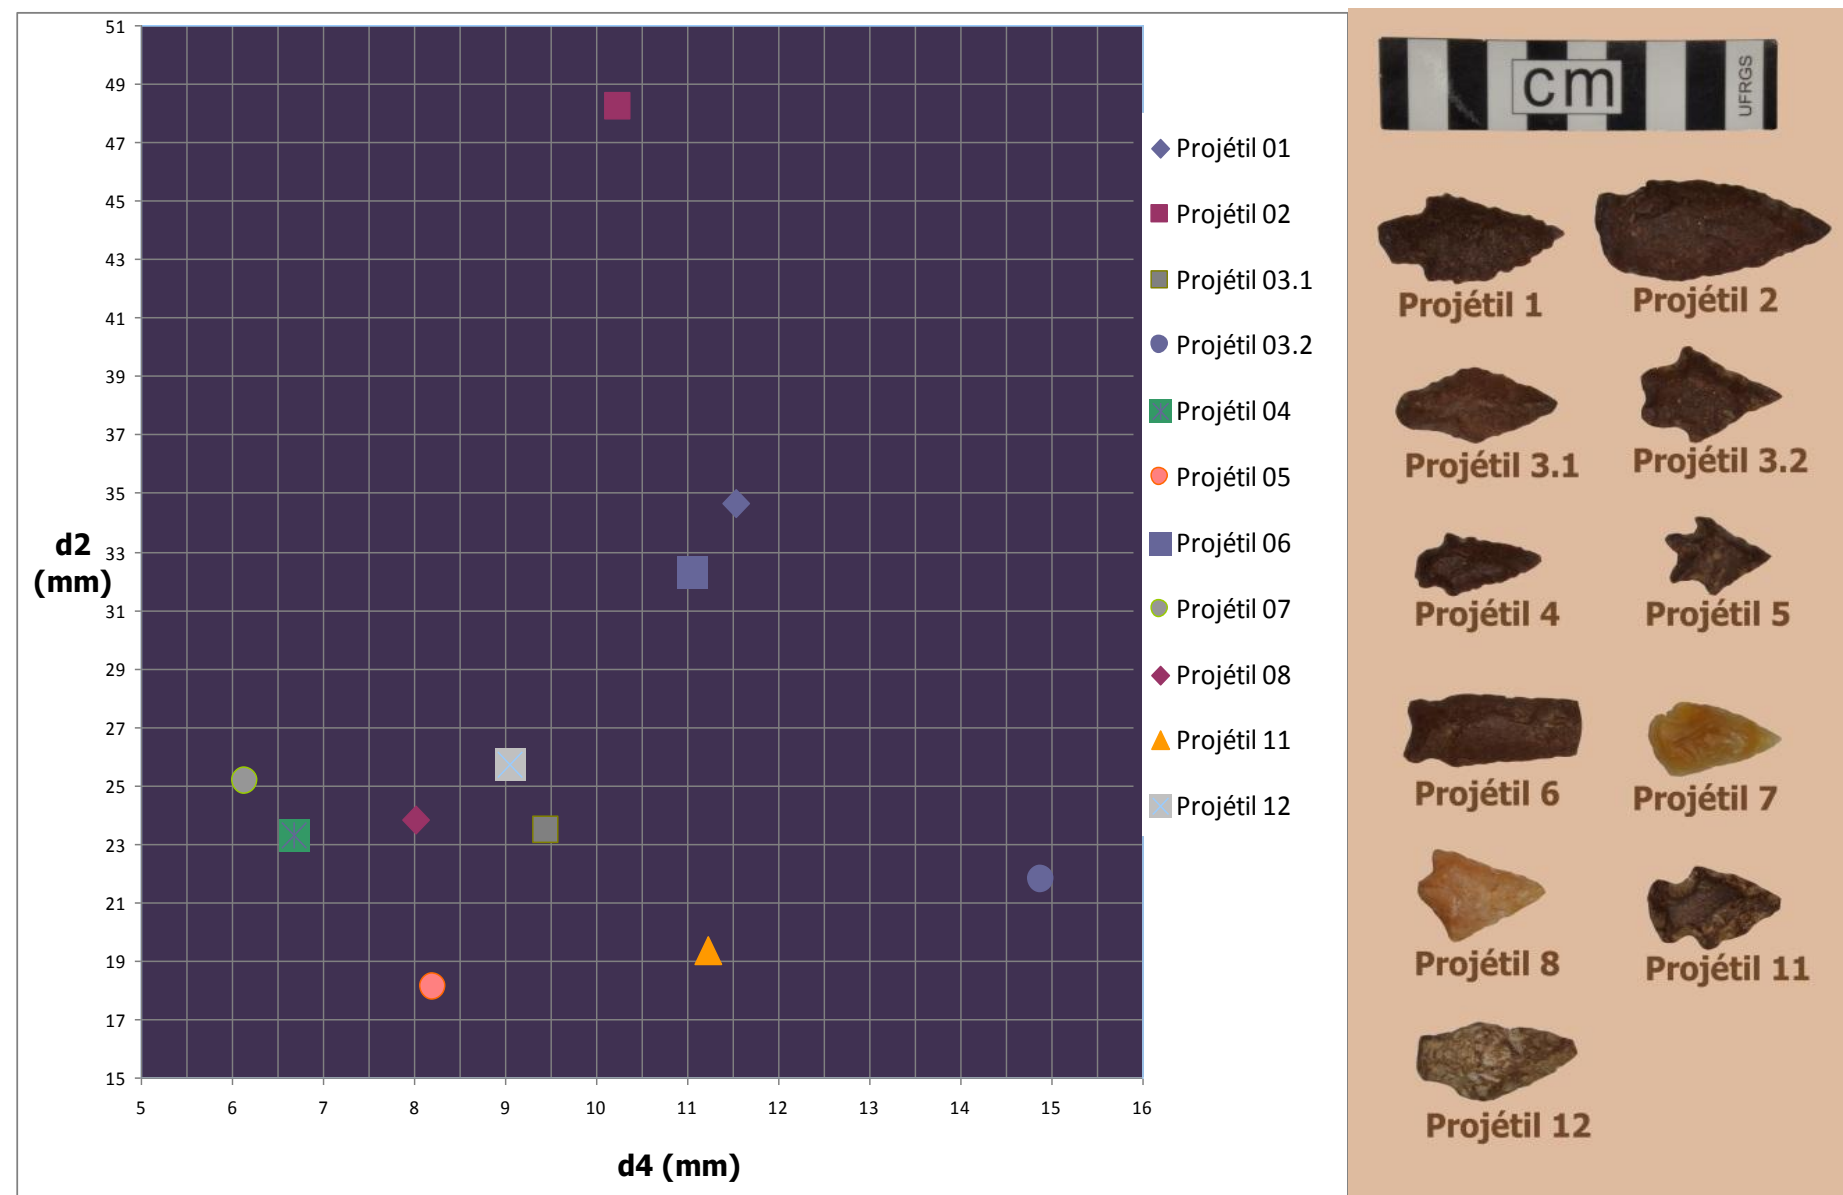 51
49
47
45
43
41
39
37
35
33
31
29
27
25
23
21
19
17
15
d2
(mm)
5 6 7 8 9 10 11 12 13 14 15 16
d4 (mm)
Projétil 01
Projétil 02
Projétil 03.1
Projétil 03.2
Projétil 04
Projétil 05
Projétil 06
Projétil 07
Projétil 08
Projétil 11
Projétil 12
cm
UFRGS
Projétil 1
Projétil 2
Projétil 3.1
Projétil 3.2
Projétil 4
Projétil 5
Projétil 6
Projétil 7
Projétil 8
Projétil 11
Projétil 12